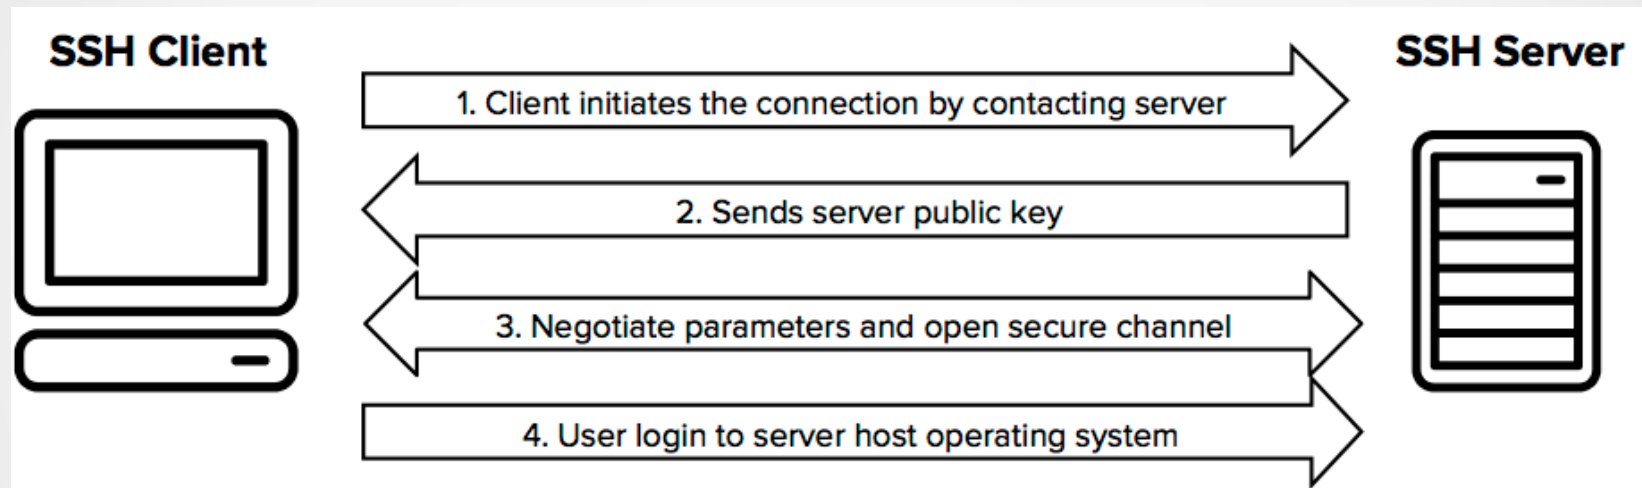 SSH Client
SSH Server
1. Client initiates the connection by contacting server
2. Sends server public key
3. Negotiate parameters and open secure channel
4. User login to server host operating system